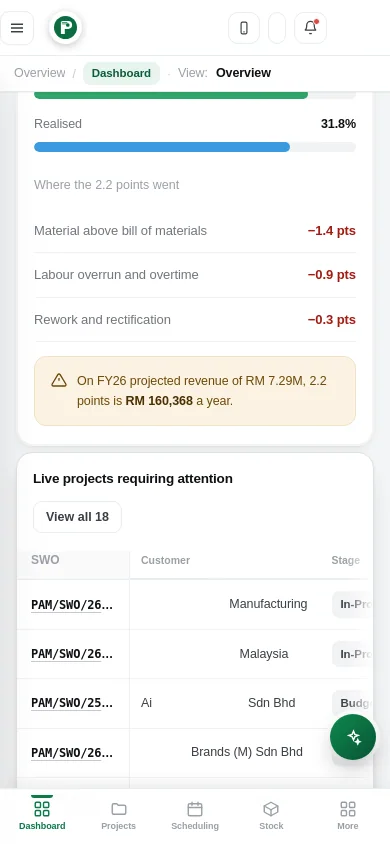 Overview / Dashboard · View: Overview
Realised 31.8%
Where the 2.2 points went
Material above bill of materials −1.4 pts
Labour overrun and overtime −0.9 pts
Rework and rectification −0.3 pts
On FY26 projected revenue of RM 7.29M, 2.2
points is RM 160,368 a year.
Live projects requiring attention
View all 18
SWO Customer Stage
PAM/SWO/26... Manufacturing In-Pro
PAM/SWO/26... Malaysia In-Pro
PAM/SWO/25... Ai Sdn Bhd Budg
PAM/SWO/26... Brands (M) Sdn Bhd
Dashboard Projects Scheduling Stock More